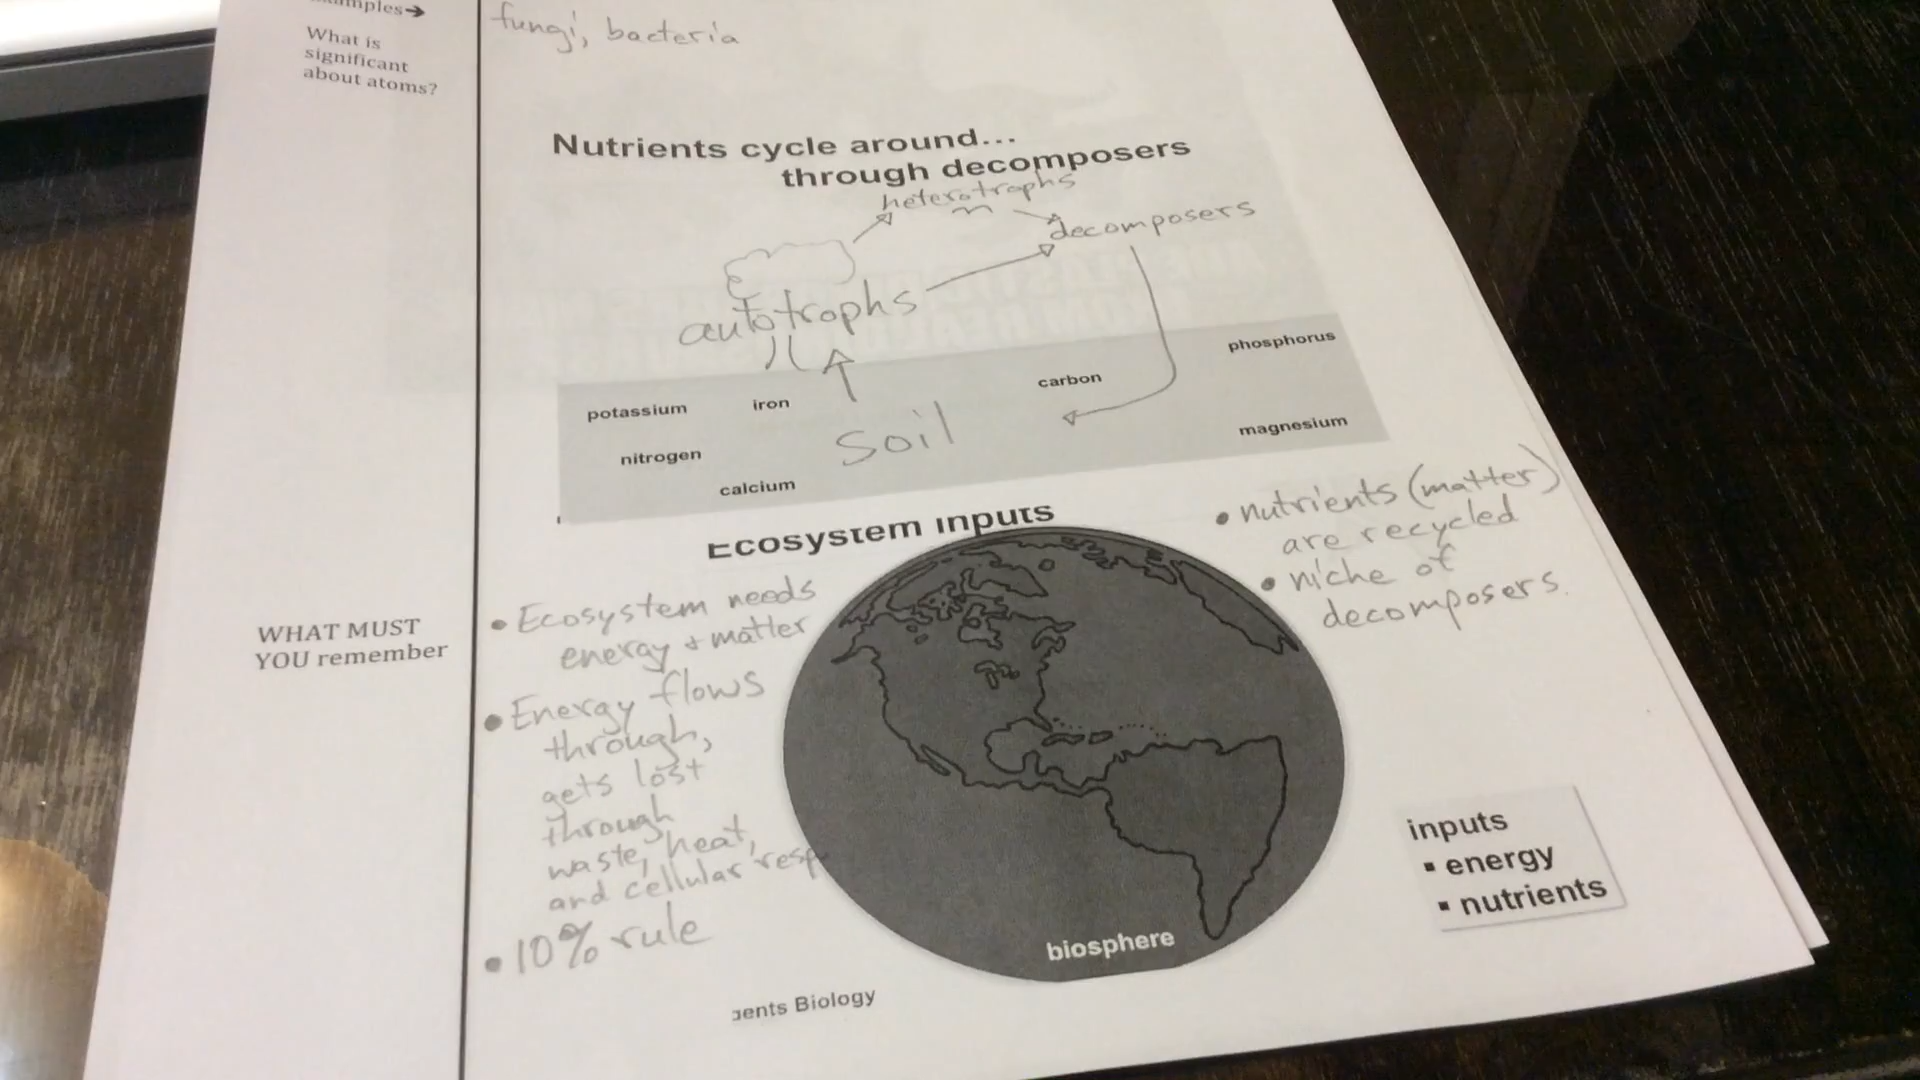 mples→
fungi, bacteria
What is
significant
about atoms?
Nutrients cycle around...
through decomposers
heterotrophs
decomposers
autotrophs
phosphorus
carbon
potassium
iron
soil
magnesium
nitrogen
calcium
Ecosystem inputs
• nutrients (matter)
are recycled
• niche of
decomposers.
WHAT MUST
YOU remember
• Ecosystem needs
energy + matter
• Energy flows
through,
gets lost
through
waste, heat,
and cellular resp
• 10% rule
inputs
▪ energy
▪ nutrients
biosphere
ents Biology